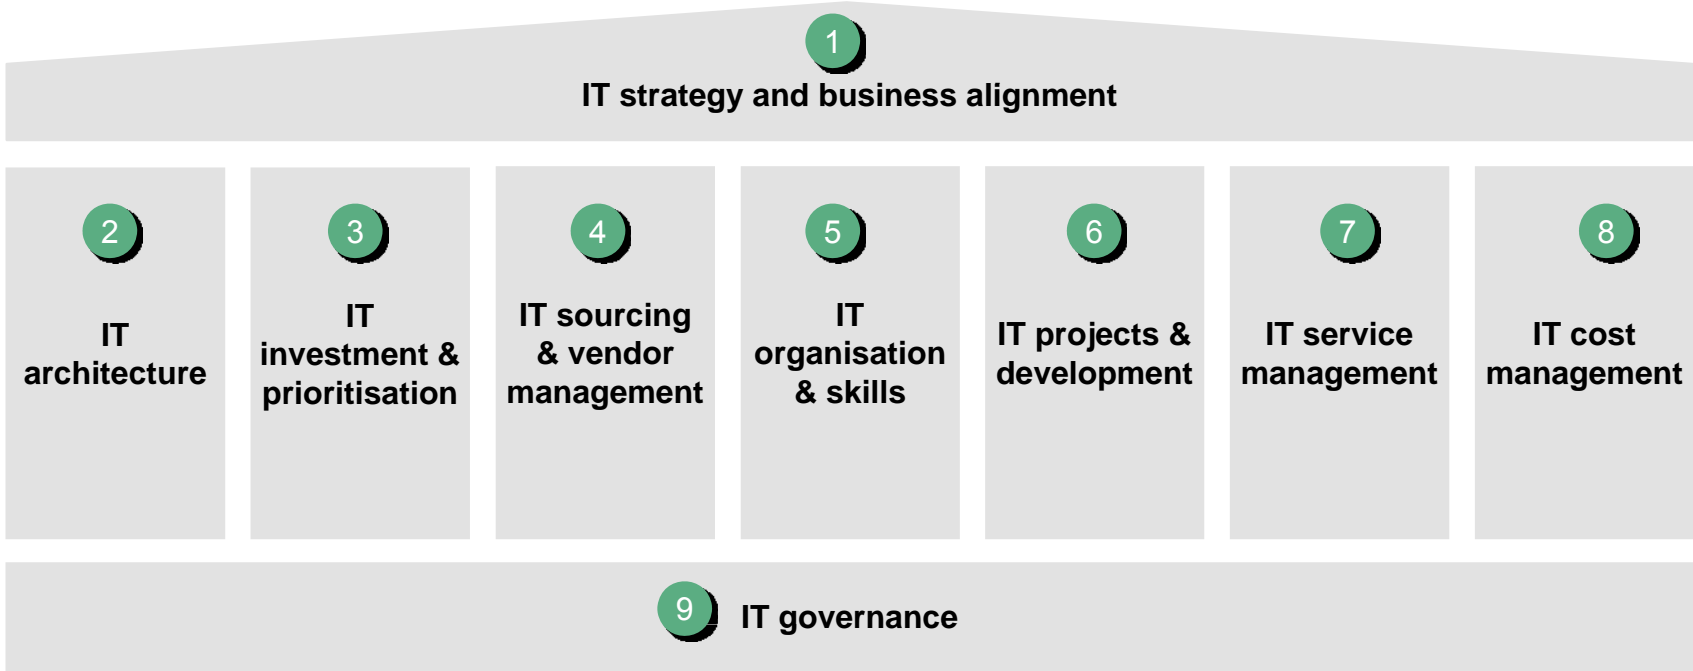 1
IT strategy and business alignment
2
IT
architecture
3
IT
investment &
prioritisation
4
IT sourcing
& vendor
management
5
IT
organisation
& skills
6
IT projects &
development
7
IT service
management
8
IT cost
management
9
IT governance